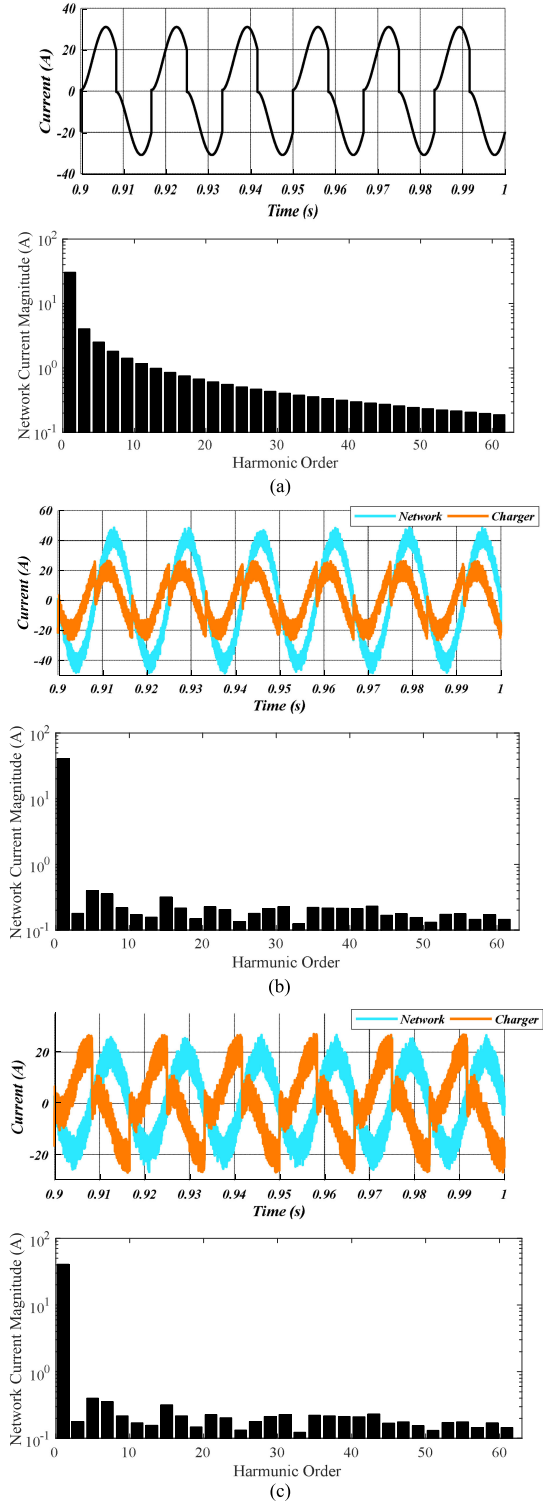 40
20
0
-20
-40
Current (A)
0.9 0.91 0.92 0.93 0.94 0.95 0.96 0.97 0.98 0.99 1
Time (s)
Network Current Magnitude (A)
10^2
10^1
10^0
10^-1
0 10 20 30 40 50 60
Harmonic Order
(a)
Network Charger
60
40
20
0
-20
-40
Current (A)
0.9 0.91 0.92 0.93 0.94 0.95 0.96 0.97 0.98 0.99 1
Time (s)
Network Current Magnitude (A)
10^2
10^1
10^0
10^-1
0 10 20 30 40 50 60
Harmunic Order
(b)
Network Charger
20
0
-20
Current (A)
0.9 0.91 0.92 0.93 0.94 0.95 0.96 0.97 0.98 0.99 1
Time (s)
Network Current Magnitude (A)
10^2
10^1
10^0
10^-1
0 10 20 30 40 50 60
Harmunic Order
(c)